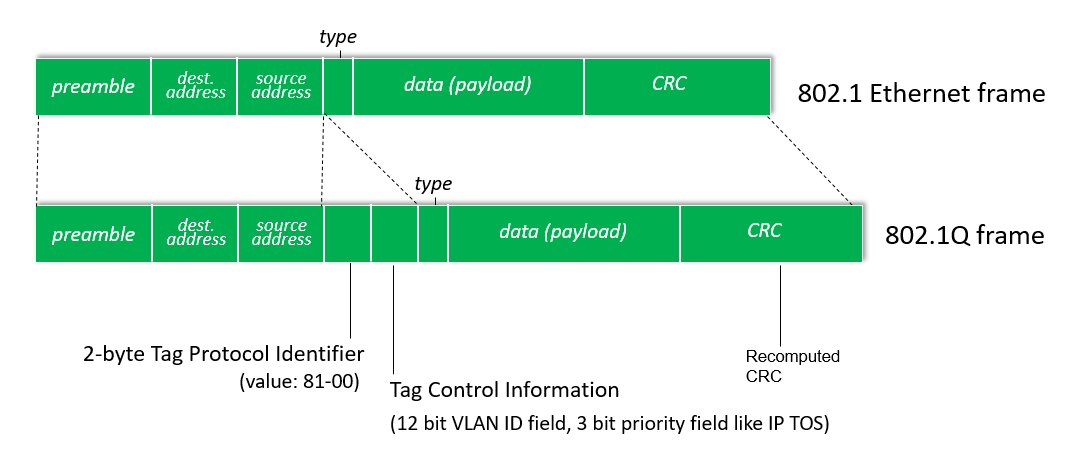 type
preamble
dest.
address
source
address
data (payload)
CRC
802.1 Ethernet frame
type
preamble
dest.
address
source
address
data (payload)
CRC
802.1Q frame
2-byte Tag Protocol Identifier
(value: 81-00)
Tag Control Information
(12 bit VLAN ID field, 3 bit priority field like IP TOS)
Recomputed
CRC